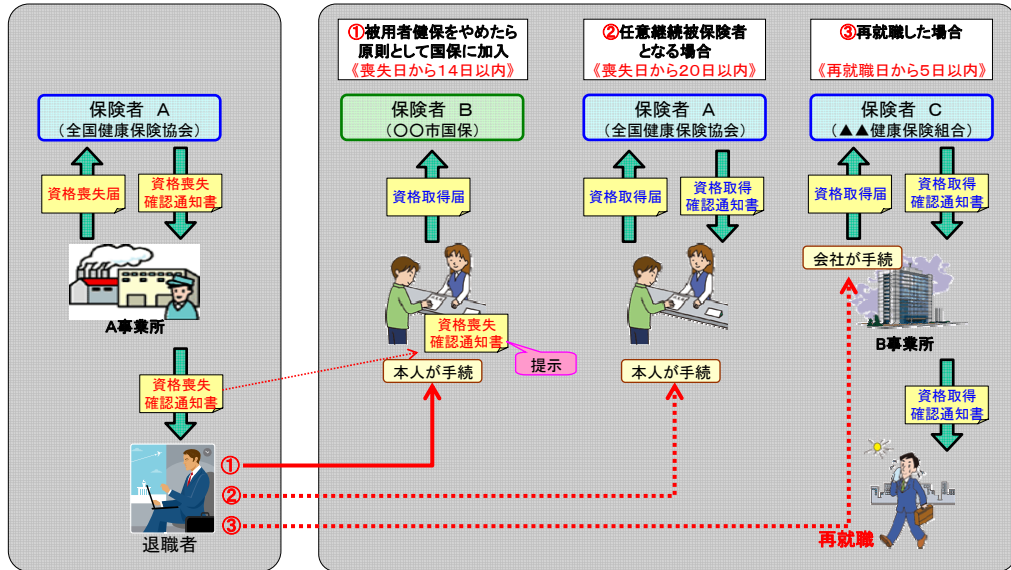 保険者 A
(全国健康保険協会)
資格喪失届
資格喪失
確認通知書
A事業所
資格喪失
確認通知書
退職者
①
②
③
①被用者健保をやめたら
原則として国保に加入
《喪失日から14日以内》
保険者 B
(〇〇市国保)
資格取得届
資格喪失
確認通知書
提示
本人が手続
②任意継続被保険者
となる場合
《喪失日から20日以内》
保険者 A
(全国健康保険協会)
資格取得届
資格取得
確認通知書
本人が手続
③再就職した場合
《再就職日から5日以内》
保険者 C
(▲▲健康保険組合)
資格取得届
資格取得
確認通知書
会社が手続
B事業所
資格取得
確認通知書
再就職